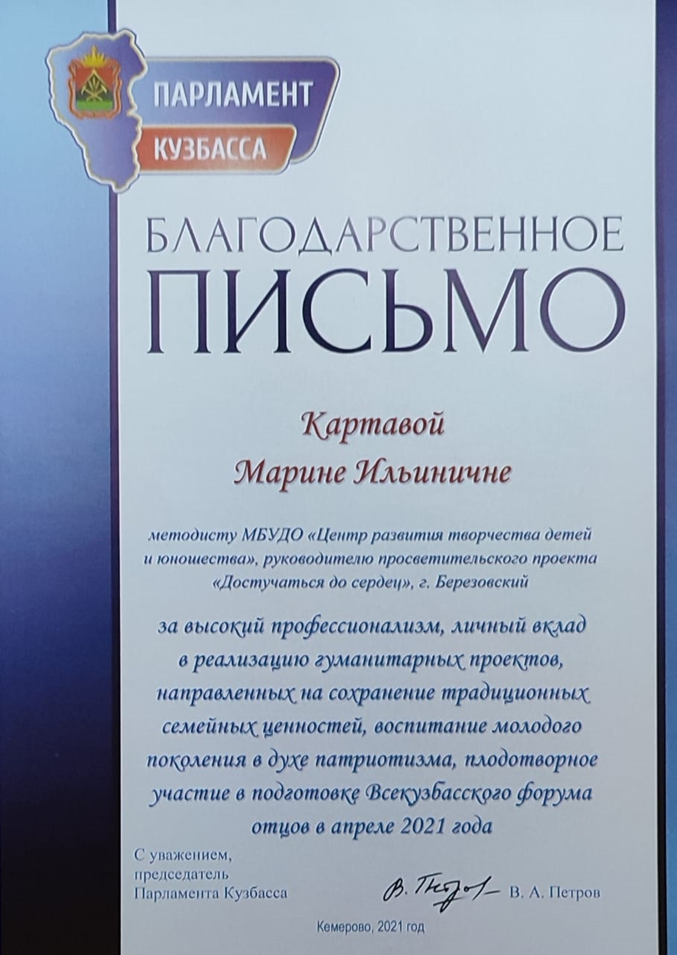 ПАРЛАМЕНТ
КУЗБАССА
БЛАГОДАРСТВЕННОЕ
ПИСЬМО
Картавой
Марине Ильиничне
методисту МБУДО «Центр развития творчества детей
и юношества», руководителю просветительского проекта
«Достучаться до сердец», г. Березовский
за высокий профессионализм, личный вклад
в реализацию гуманитарных проектов,
направленных на сохранение традиционных
семейных ценностей, воспитание молодого
поколения в духе патриотизма, плодотворное
участие в подготовке Всекузбасского форума
отцов в апреле 2021 года
С уважением,
председатель
Парламента Кузбасса
В. Петров В. А. Петров
Кемерово, 2021 год